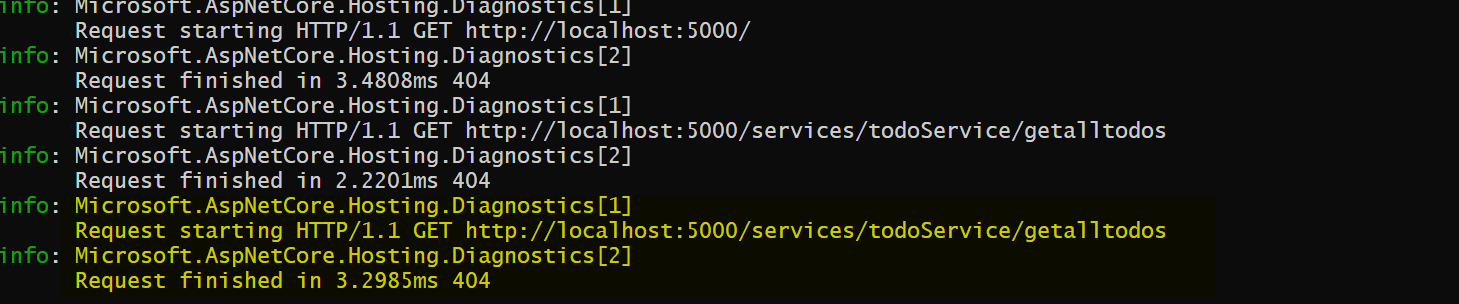 info: Microsoft.AspNetCore.Hosting.Diagnostics[1]
Request starting HTTP/1.1 GET http://localhost:5000/
info: Microsoft.AspNetCore.Hosting.Diagnostics[2]
Request finished in 3.4808ms 404
info: Microsoft.AspNetCore.Hosting.Diagnostics[1]
Request starting HTTP/1.1 GET http://localhost:5000/services/todoService/getalltodos
info: Microsoft.AspNetCore.Hosting.Diagnostics[2]
Request finished in 2.2201ms 404
info: Microsoft.AspNetCore.Hosting.Diagnostics[1]
Request starting HTTP/1.1 GET http://localhost:5000/services/todoService/getalltodos
info: Microsoft.AspNetCore.Hosting.Diagnostics[2]
Request finished in 3.2985ms 404